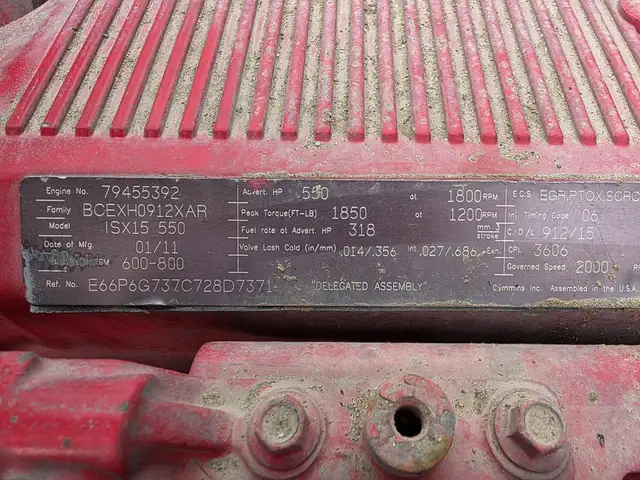 Engine No. 79455392 Advert. HP 550 at 1800 RPM E.C.S. EGR,PTOX,SCRC
Family BCEXH0912XAR Peak Torque(FT-LB) 1850 at 1200 RPM Inj. Timing Code 06
Model ISX15 550 Fuel rate at Advert. HP 318 mm3 stroke C.I.D/L 912/15
Date of Mfg. 01/11 Valve Lash Cold (in/mm) .014/.356 Int. .027/.686 Exh. CPL 3606
600-800 Governed Speed 2000 RPM
Ref. No. E66P6G737C728D7371 "DELEGATED ASSEMBLY" Cummins Inc. Assembled in the U.S.A.